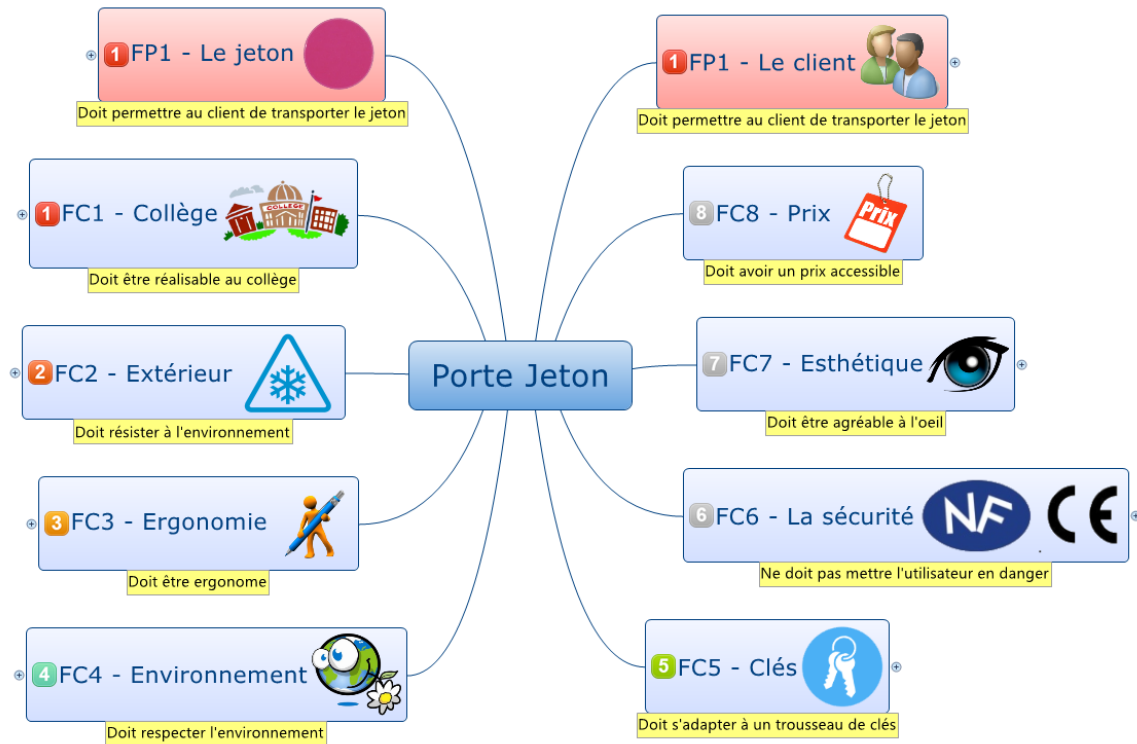 1 FP1 - Le jeton
Doit permettre au client de transporter le jeton
1 FC1 - Collège
COLLEGE
Doit être réalisable au collège
2 FC2 - Extérieur
Doit résister à l'environnement
3 FC3 - Ergonomie
Doit être ergonome
4 FC4 - Environnement
Doit respecter l'environnement
Porte Jeton
1 FP1 - Le client
Doit permettre au client de transporter le jeton
8 FC8 - Prix
Prix
Doit avoir un prix accessible
7 FC7 - Esthétique
Doit être agréable à l'oeil
6 FC6 - La sécurité
NF CE
Ne doit pas mettre l'utilisateur en danger
5 FC5 - Clés
Doit s'adapter à un trousseau de clés